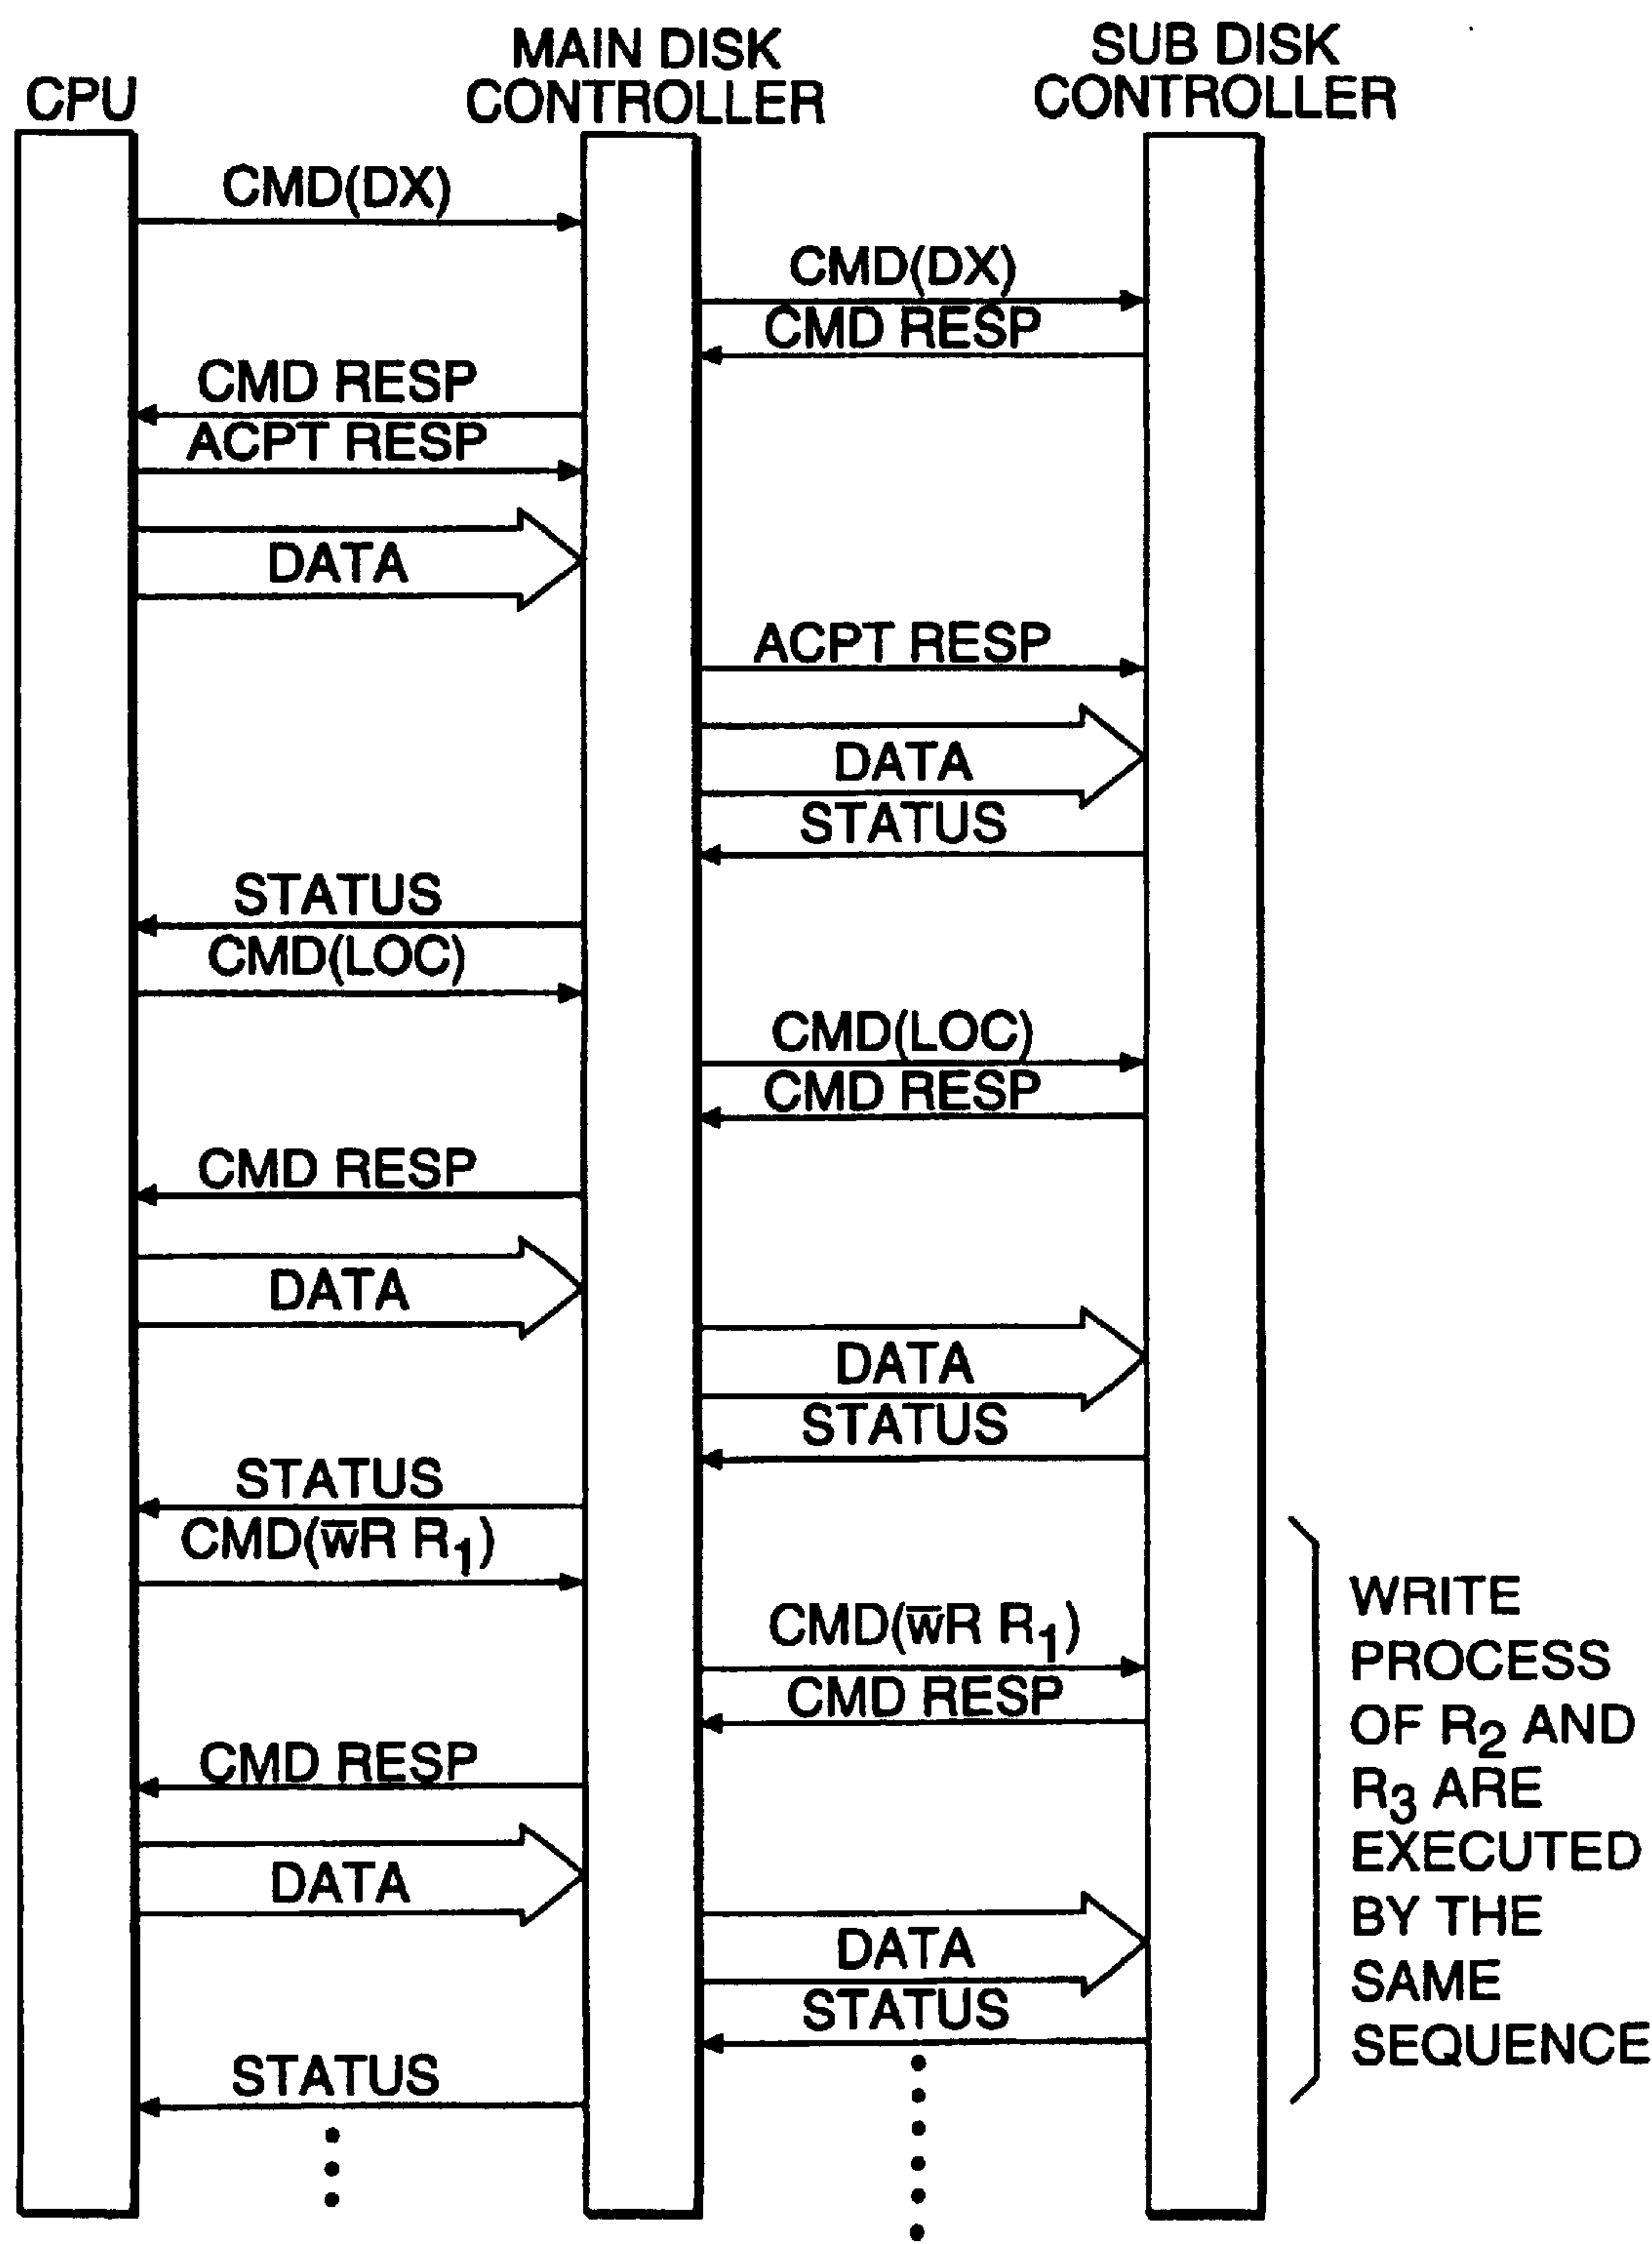 CPU
MAIN DISK
CONTROLLER
SUB DISK
CONTROLLER
CMD(DX)
CMD(DX)
CMD RESP
CMD RESP
ACPT RESP
DATA
ACPT RESP
DATA
STATUS
STATUS
CMD(LOC)
CMD(LOC)
CMD RESP
CMD RESP
DATA
DATA
STATUS
STATUS
CMD(w̅R R₁)
CMD(w̅R R₁)
CMD RESP
CMD RESP
DATA
DATA
STATUS
STATUS
WRITE
PROCESS
OF R₂ AND
R₃ ARE
EXECUTED
BY THE
SAME
SEQUENCE